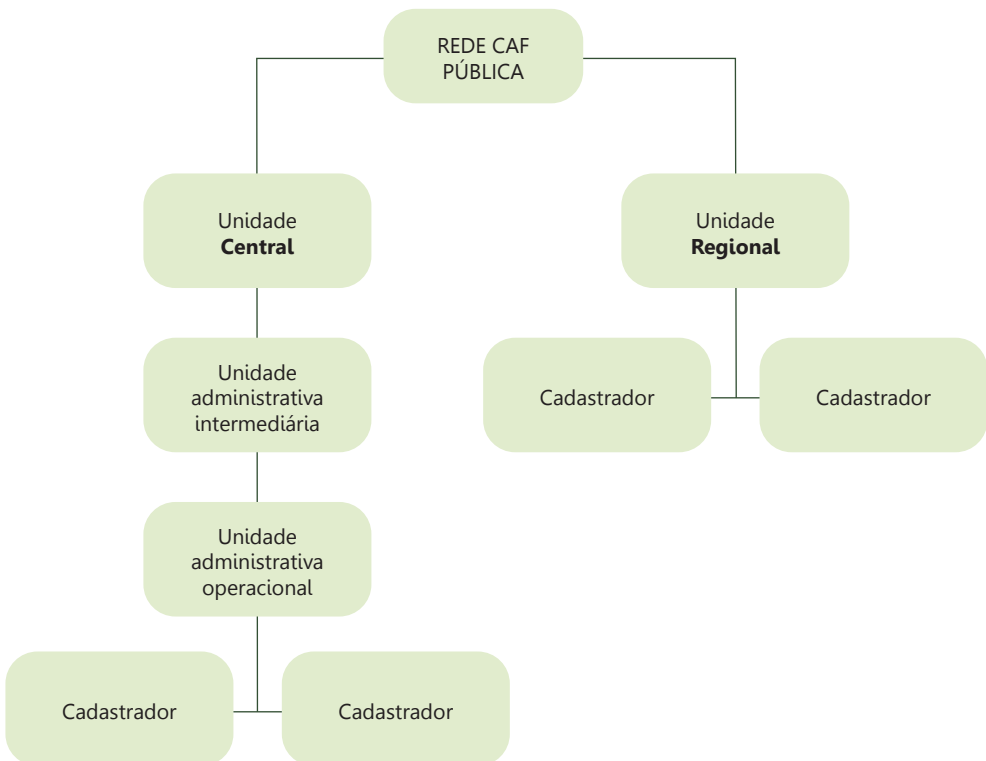 REDE CAF
PÚBLICA
Unidade
Central
Unidade
Regional
Unidade
administrativa
intermediária
Cadastrador
Cadastrador
Unidade
administrativa
operacional
Cadastrador
Cadastrador